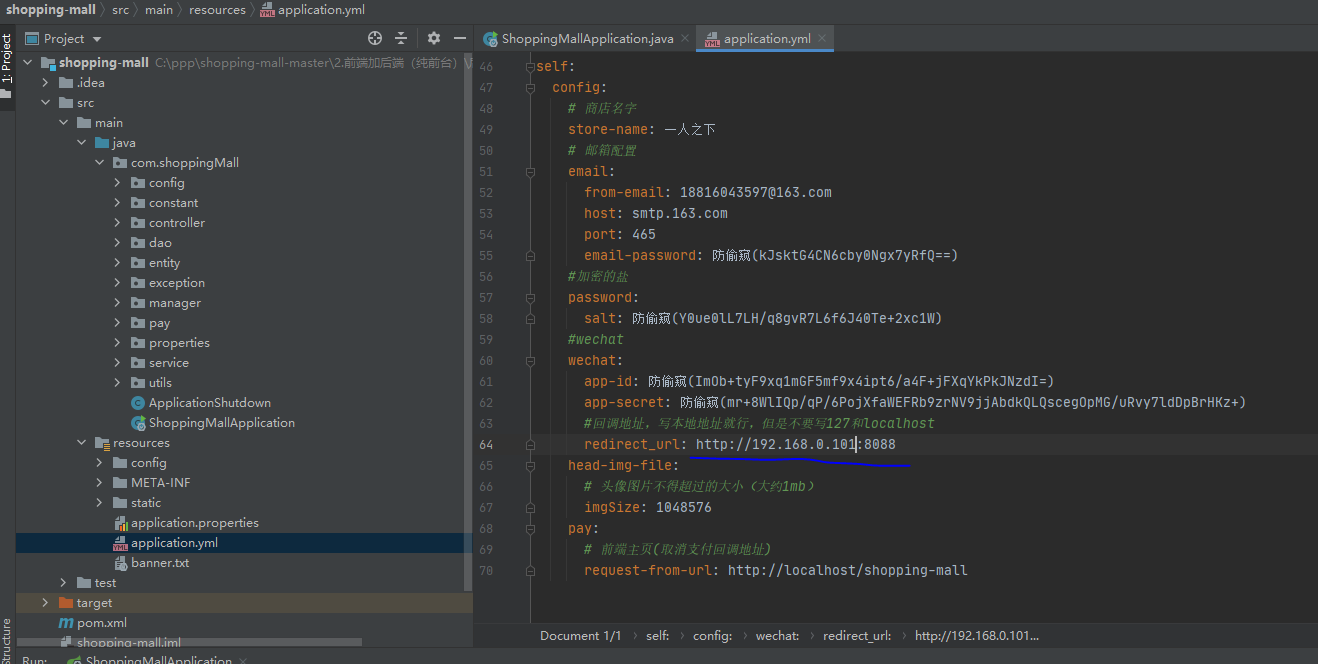 shopping-mall src main resources application.yml
Project
ShoppingMallApplication.java
application.yml
1: Project
Structure
shopping-mall C:\ppp\shopping-mall-master\2.前端加后端（纯前台）
.idea
src
main
java
com.shoppingMall
config
constant
controller
dao
entity
exception
manager
pay
properties
service
utils
ApplicationShutdown
ShoppingMallApplication
resources
config
META-INF
static
application.properties
application.yml
banner.txt
test
target
pom.xml
shopping-mall.iml
46 self:
47 config:
48 # 商店名字
49 store-name: 一人之下
50 # 邮箱配置
51 email:
52 from-email: 18816043597@163.com
53 host: smtp.163.com
54 port: 465
55 email-password: 防偷窥(kJsktG4CN6cby0Ngx7yRfQ==)
56 #加密的盐
57 password:
58 salt: 防偷窥(Y0ue0lL7LH/q8gvR7L6f6J40Te+2xc1W)
59 #wechat
60 wechat:
61 app-id: 防偷窥(ImOb+tyF9xq1mGF5mf9x4ipt6/a4F+jFXqYkPkJNzdI=)
62 app-secret: 防偷窥(mr+8WlIQp/qP/6PojXfaWEFRb9zrNV9jjAbdkQLQscegOpMG/uRvy7ldDpBrHKz+)
63 #回调地址，写本地地址就行，但是不要写127和localhost
64 redirect_url: http://192.168.0.101:8088
65 head-img-file:
66 # 头像图片不得超过的大小（大约1mb）
67 imgSize: 1048576
68 pay:
69 # 前端主页(取消支付回调地址)
70 request-from-url: http://localhost/shopping-mall
Document 1/1 self: config: wechat: redirect_url: http://192.168.0.101...
Run: ShoppingMallApplication